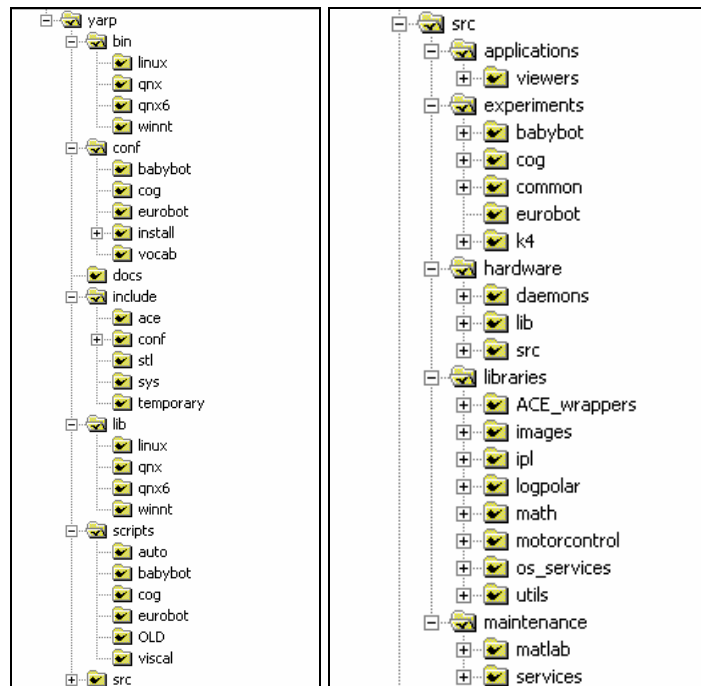 yarp
bin
linux
qnx
qnx6
winnt
conf
babybot
cog
eurobot
install
vocab
docs
include
ace
conf
stl
sys
temporary
lib
linux
qnx
qnx6
winnt
scripts
auto
babybot
cog
eurobot
OLD
viscal
src
src
applications
viewers
experiments
babybot
cog
common
eurobot
k4
hardware
daemons
lib
src
libraries
ACE_wrappers
images
ipl
logpolar
math
motorcontrol
os_services
utils
maintenance
matlab
services